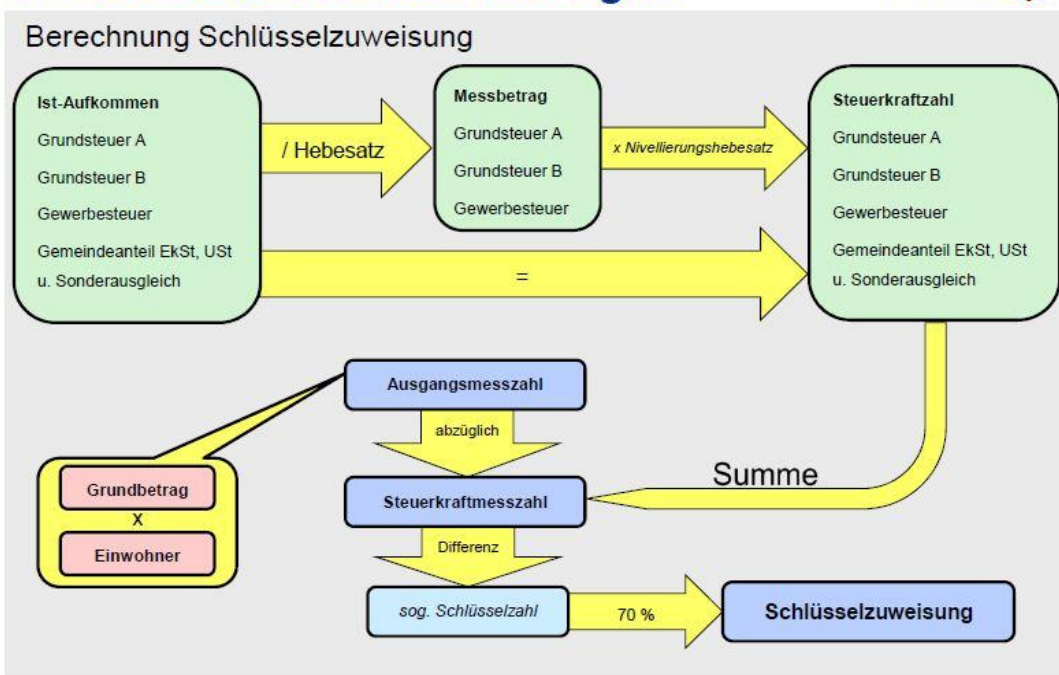 Berechnung Schlüsselzuweisung
Ist-Aufkommen
Grundsteuer A
Grundsteuer B
Gewerbesteuer
Gemeindeanteil EkSt, USt
u. Sonderausgleich
/ Hebesatz
Messbetrag
Grundsteuer A
Grundsteuer B
Gewerbesteuer
x Nivellierungshebesatz
Steuerkraftzahl
Grundsteuer A
Grundsteuer B
Gewerbesteuer
Gemeindeanteil EkSt, USt
u. Sonderausgleich
=
Ausgangsmesszahl
abzüglich
Grundbetrag
X
Einwohner
Steuerkraftmesszahl
Summe
Differenz
sog. Schlüsselzahl
70 %
Schlüsselzuweisung